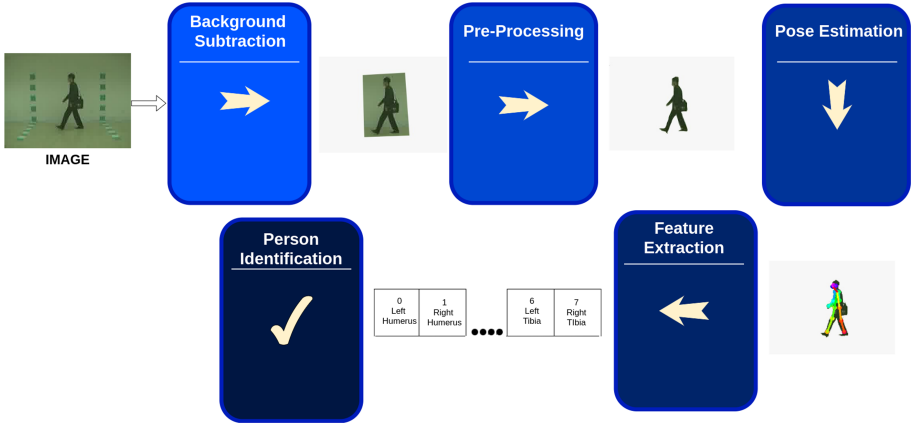 Background
Subtraction
Pre-Processing
Pose Estimation
IMAGE
Person
Identification
0
Left
Humerus
1
Right
Humerus
6
Left
Tibia
7
Right
TIbia
Feature
Extraction